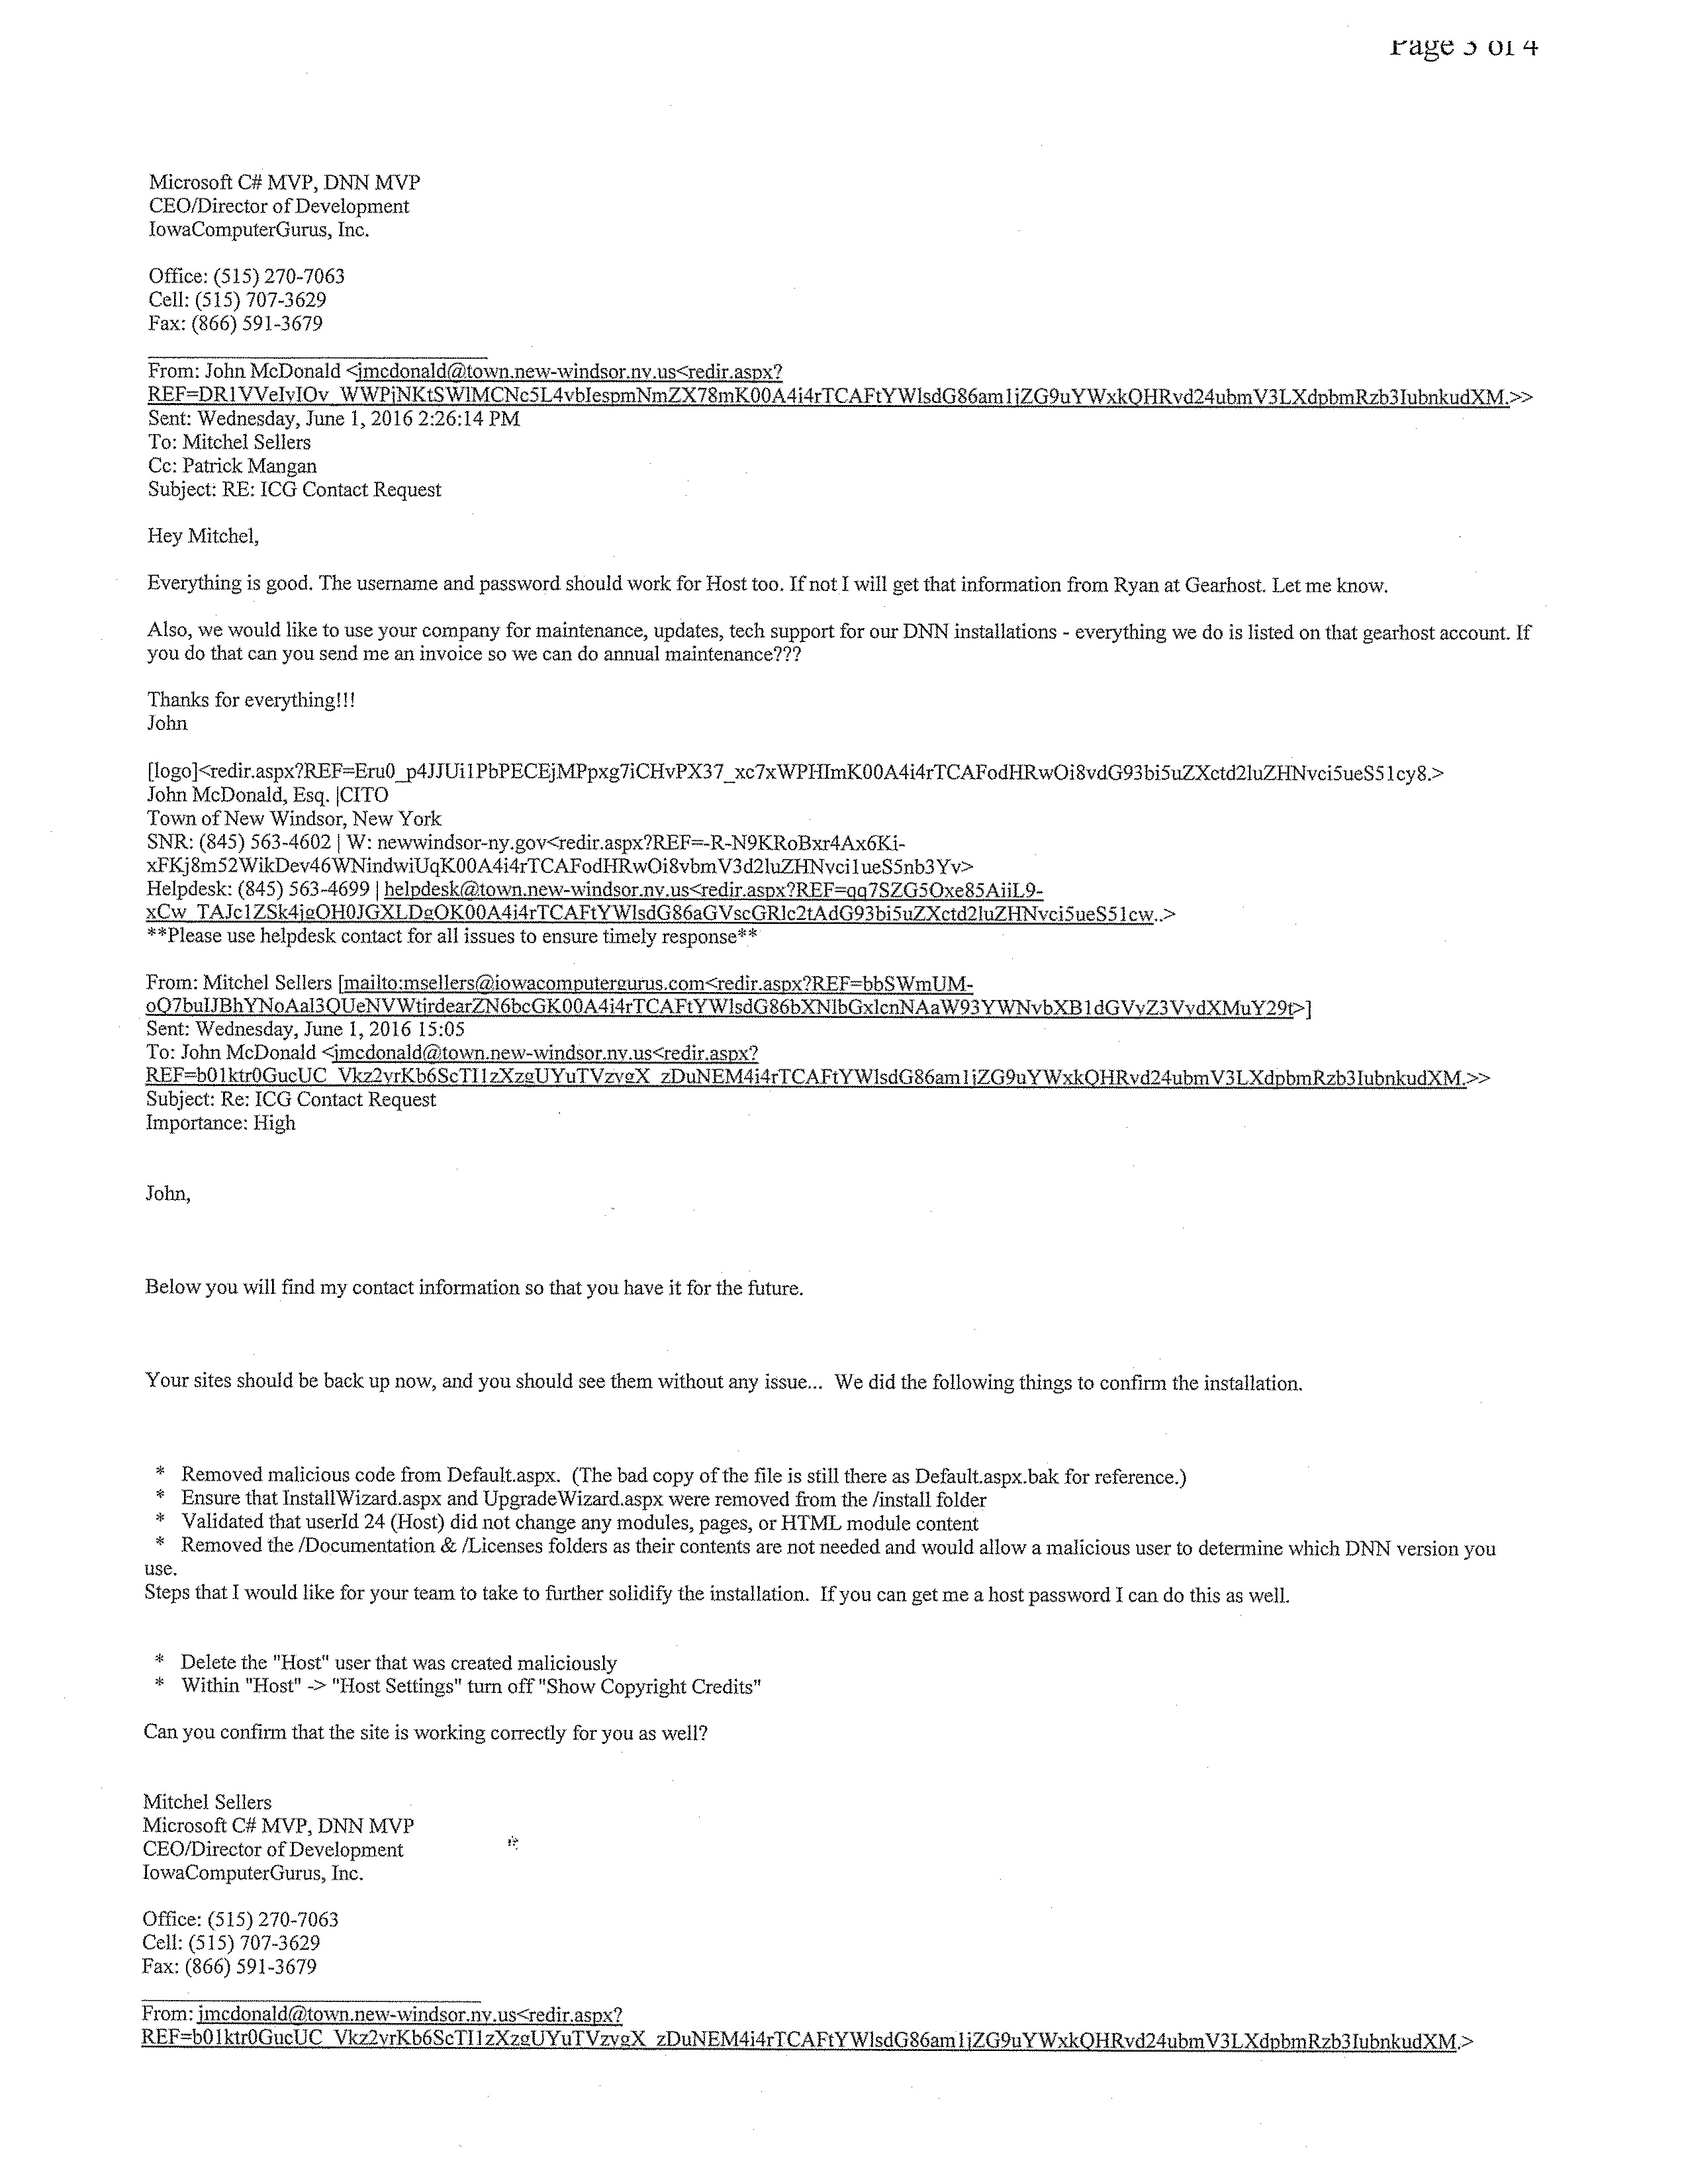 Page 3 of 4
Microsoft C# MVP, DNN MVP
CEO/Director of Development
IowaComputerGurus, Inc.
Office: (515) 270-7063
Cell: (515) 707-3629
Fax: (866) 591-3679
From: John McDonald <jmcdonald@town.new-windsor.ny.us<redir.aspx?
REF=DR1VVeIvIOv_WWPjNKtSWlMCNc5L4vbIespmNmZX78mK00A4i4rTCAFtYWlsdG86am1jZG9uYWxkQHRvd24ubmV3LXdpbmRzb3IubnkudXM.>>
Sent: Wednesday, June 1, 2016 2:26:14 PM
To: Mitchel Sellers
Cc: Patrick Mangan
Subject: RE: ICG Contact Request
Hey Mitchel,
Everything is good. The username and password should work for Host too. If not I will get that information from Ryan at Gearhost. Let me know.
Also, we would like to use your company for maintenance, updates, tech support for our DNN installations - everything we do is listed on that gearhost account. If
you do that can you send me an invoice so we can do annual maintenance???
Thanks for everything!!!
John
[logo]<redir.aspx?REF=Eru0_p4JJUi1PbPECEjMPpxg7iCHvPX37_xc7xWPHImK00A4i4rTCAFodHRwOi8vdG93bi5uZXctd2luZHNvci5ueS51cy8.>
John McDonald, Esq. |CITO
Town of New Windsor, New York
SNR: (845) 563-4602 | W: newwindsor-ny.gov<redir.aspx?REF=-R-N9KRoBxr4Ax6Ki-
xFKj8m52WikDev46WNindwiUqK00A4i4rTCAFodHRwOi8vbmV3d2luZHNvci1ueS5nb3Yv>
Helpdesk: (845) 563-4699 | helpdesk@town.new-windsor.ny.us<redir.aspx?REF=qq7SZG5Oxe85AiiL9-
xCw_TAJc1ZSk4jgOH0JGXLDgOK00A4i4rTCAFtYWlsdG86aGVscGRlc2tAdG93bi5uZXctd2luZHNvci5ueS51cw..>
**Please use helpdesk contact for all issues to ensure timely response**
From: Mitchel Sellers [mailto:msellers@iowacomputergurus.com<redir.aspx?REF=bbSWmUM-
oQ7buIJBhYNoAal3QUeNVWtirdearZN6bcGK00A4i4rTCAFtYWlsdG86bXNlbGxlcnNAaW93YWNvbXB1dGVyZ3VydXMuY29t>]
Sent: Wednesday, June 1, 2016 15:05
To: John McDonald <jmcdonald@town.new-windsor.ny.us<redir.aspx?
REF=b01ktr0GucUC_Vkz2yrKb6ScTI1zXzgUYuTVzvgX_zDuNEM4i4rTCAFtYWlsdG86am1jZG9uYWxkQHRvd24ubmV3LXdpbmRzb3IubnkudXM.>>
Subject: Re: ICG Contact Request
Importance: High
John,
Below you will find my contact information so that you have it for the future.
Your sites should be back up now, and you should see them without any issue... We did the following things to confirm the installation.
* Removed malicious code from Default.aspx. (The bad copy of the file is still there as Default.aspx.bak for reference.)
* Ensure that InstallWizard.aspx and UpgradeWizard.aspx were removed from the /install folder
* Validated that userId 24 (Host) did not change any modules, pages, or HTML module content
* Removed the /Documentation & /Licenses folders as their contents are not needed and would allow a malicious user to determine which DNN version you
use.
Steps that I would like for your team to take to further solidify the installation. If you can get me a host password I can do this as well.
* Delete the "Host" user that was created maliciously
* Within "Host" -> "Host Settings" turn off "Show Copyright Credits"
Can you confirm that the site is working correctly for you as well?
Mitchel Sellers
Microsoft C# MVP, DNN MVP
CEO/Director of Development
IowaComputerGurus, Inc.
Office: (515) 270-7063
Cell: (515) 707-3629
Fax: (866) 591-3679
From: jmcdonald@town.new-windsor.ny.us<redir.aspx?
REF=b01ktr0GucUC_Vkz2yrKb6ScTI1zXzgUYuTVzvgX_zDuNEM4i4rTCAFtYWlsdG86am1jZG9uYWxkQHRvd24ubmV3LXdpbmRzb3IubnkudXM.>